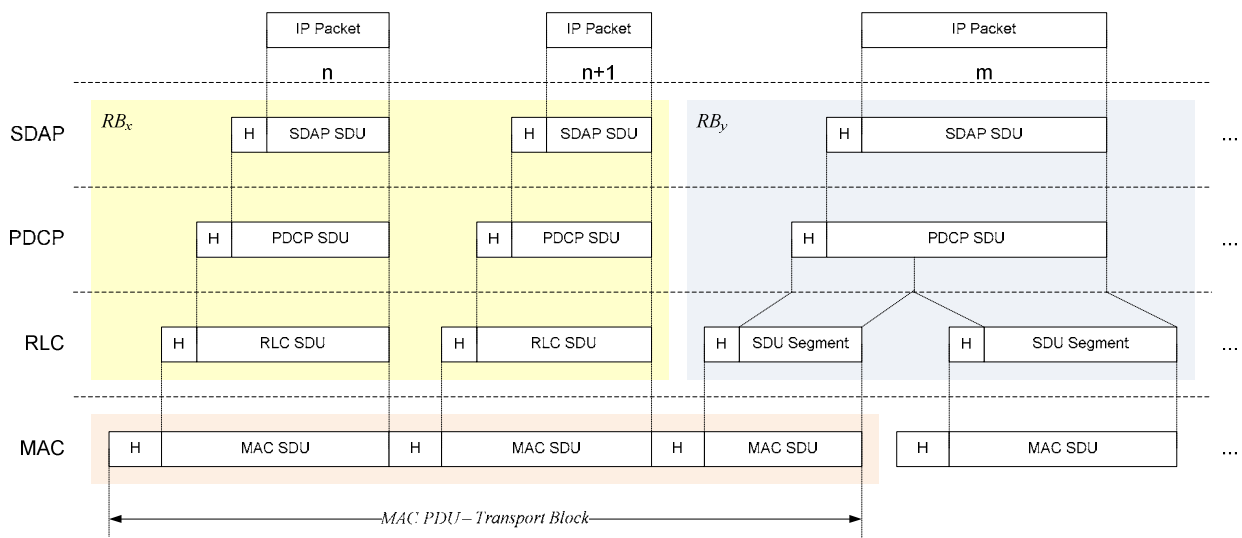 IP Packet IP Packet IP Packet
n n+1 m
RBx RBy
SDAP H SDAP SDU H SDAP SDU H SDAP SDU ...
PDCP H PDCP SDU H PDCP SDU H PDCP SDU ...
RLC H RLC SDU H RLC SDU H SDU Segment H SDU Segment ...
MAC H MAC SDU H MAC SDU H MAC SDU H MAC SDU ...
MAC PDU – Transport Block